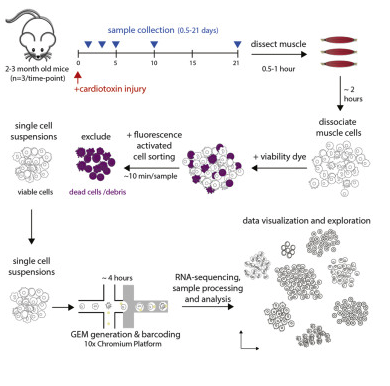 sample collection (0.5-21 days)
dissect muscle
0
5
10
15
21
2-3 month old mice
(n=3/time-point)
+cardiotoxin injury
0.5-1 hour
~ 2
hours
dissociate
muscle cells
single cell
suspensions
exclude
+ fluorescence
activated
cell sorting
+ viability dye
~10 min/sample
viable cells
dead cells/debris
data visualization and exploration
single cell
suspensions
~ 4 hours
RNA-sequencing,
sample processing
and analysis
GEM generation & barcoding
10x Chromium Platform